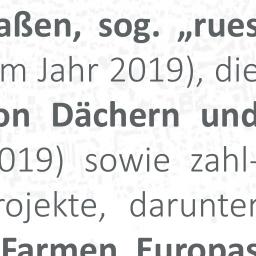 aßen, sog. „rues
m Jahr 2019), die
on Dächern und
019) sowie zahl-
rojekte, darunter
Farmen Europas